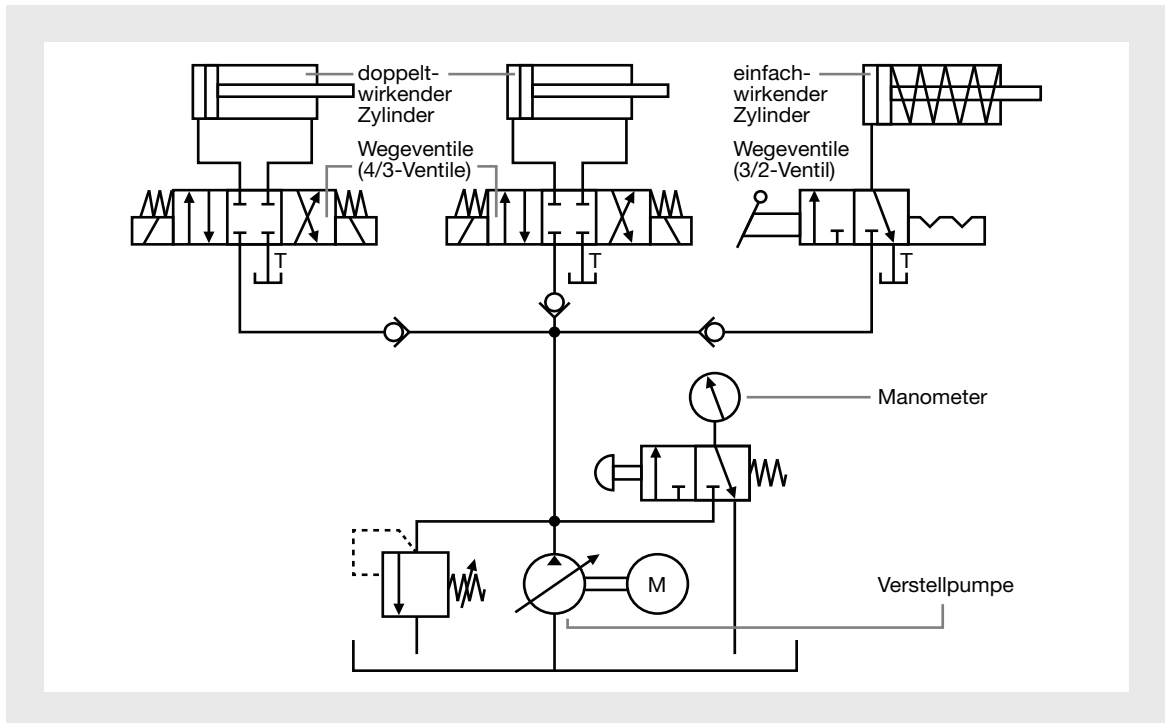 doppelt-
wirkender
Zylinder
einfach-
wirkender
Zylinder
Wegeventile
(4/3-Ventile)
Wegeventile
(3/2-Ventil)
T
T
T
Manometer
M
Verstellpumpe